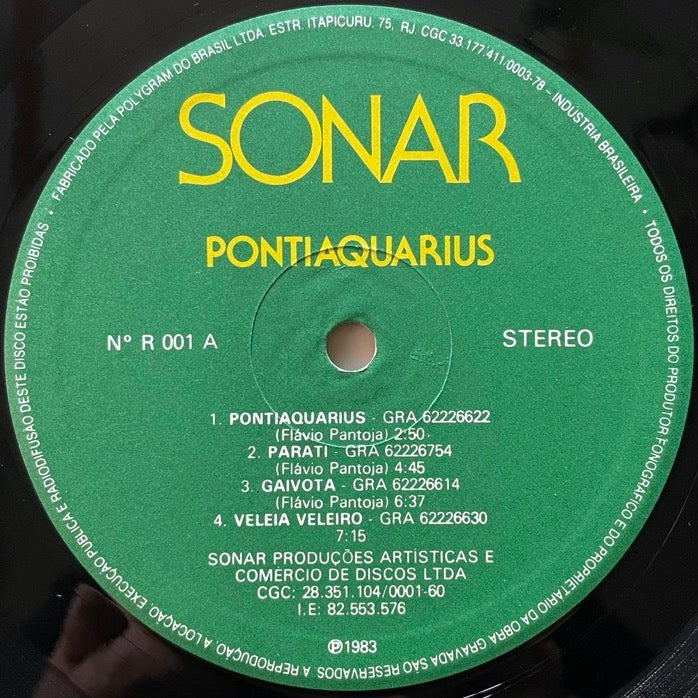 • FABRICADO PELA POLYGRAM DO BRASIL LTDA. ESTR. ITAPICURU, 75, RJ CGC 33.177.411/0003-78 – INDÚSTRIA BRASILEIRA •
TODOS OS DIREITOS DO PRODUTOR FONOGRÁFICO E DO PROPRIETÁRIO DA OBRA GRAVADA SÃO RESERVADOS. A REPRODUÇÃO, A LOCAÇÃO, EXECUÇÃO PÚBLICA E RADIODIFUSÃO DESTE DISCO ESTÃO PROIBIDAS
SONAR
PONTIAQUARIUS
Nº R 001 A
STEREO
1. PONTIAQUARIUS - GRA 62226622
(Flávio Pantoja) 2:50
2. PARATI - GRA 62226754
(Flávio Pantoja) 4:45
3. GAIVOTA - GRA 62226614
(Flávio Pantoja) 6:37
4. VELEIA VELEIRO - GRA 62226630
7:15
SONAR PRODUÇÕES ARTÍSTICAS E
COMÉRCIO DE DISCOS LTDA
CGC: 28.351.104/0001-60
I.E: 82.553.576
Ⓟ1983